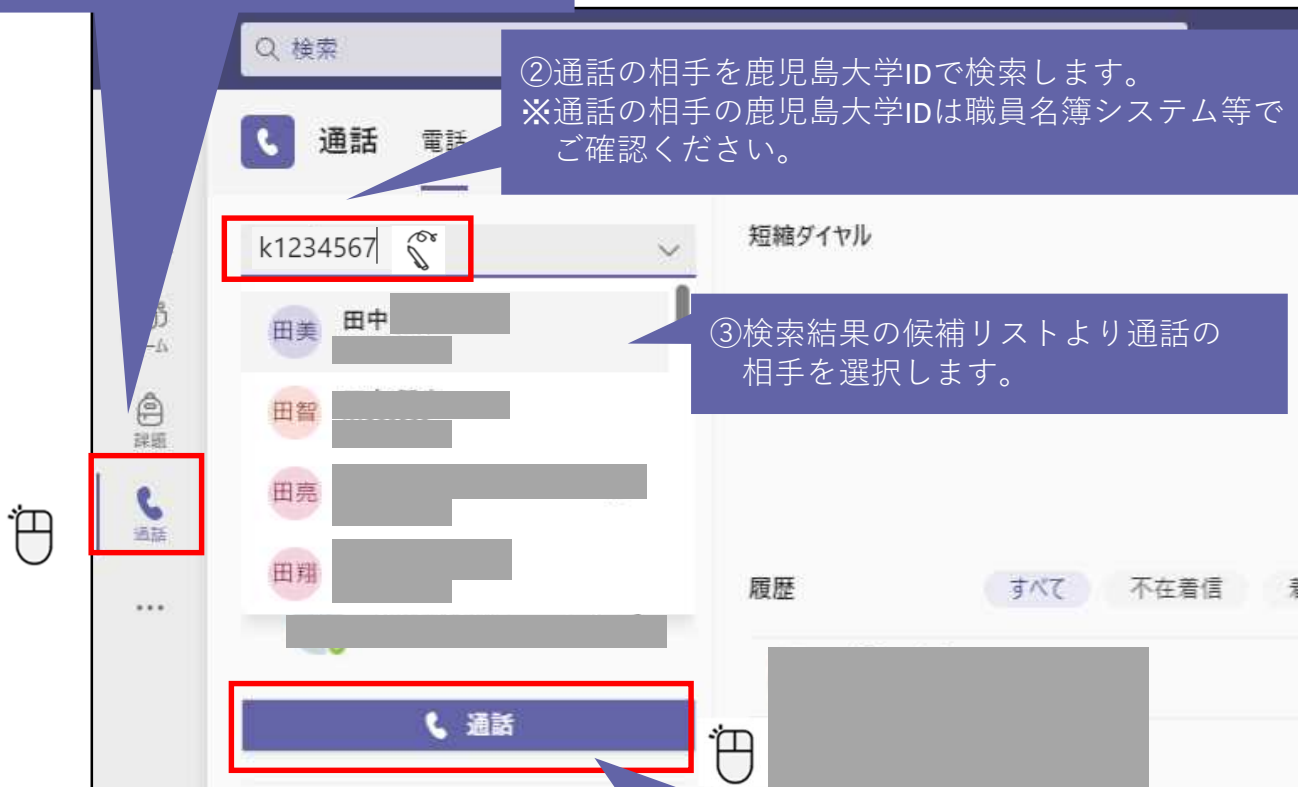 検索
②通話の相手を鹿児島大学IDで検索します。
※通話の相手の鹿児島大学IDは職員名簿システム等で
ご確認ください。
通話 電話
k1234567
短縮ダイヤル
田美 田中
③検索結果の候補リストより通話の
相手を選択します。
田智
課題
田亮
通話
田翔
履歴 すべて 不在着信
通話